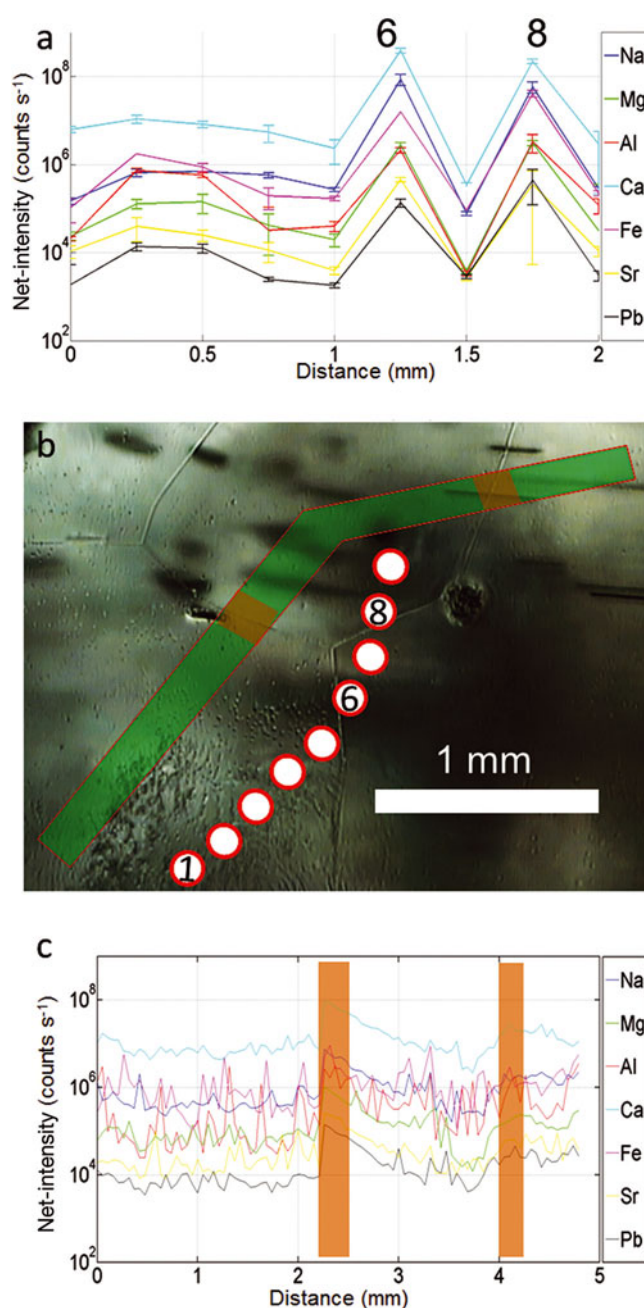 a
6
8
Net-intensity (counts s⁻¹)
10⁸
10⁶
10⁴
10²
0
0.5
1
1.5
2
Distance (mm)
Na
Mg
Al
Ca
Fe
Sr
Pb
b
8
6
1 mm
1
c
Net-intensity (counts s⁻¹)
10⁸
10⁶
10⁴
10²
0
1
2
3
4
5
Distance (mm)
Na
Mg
Al
Ca
Fe
Sr
Pb